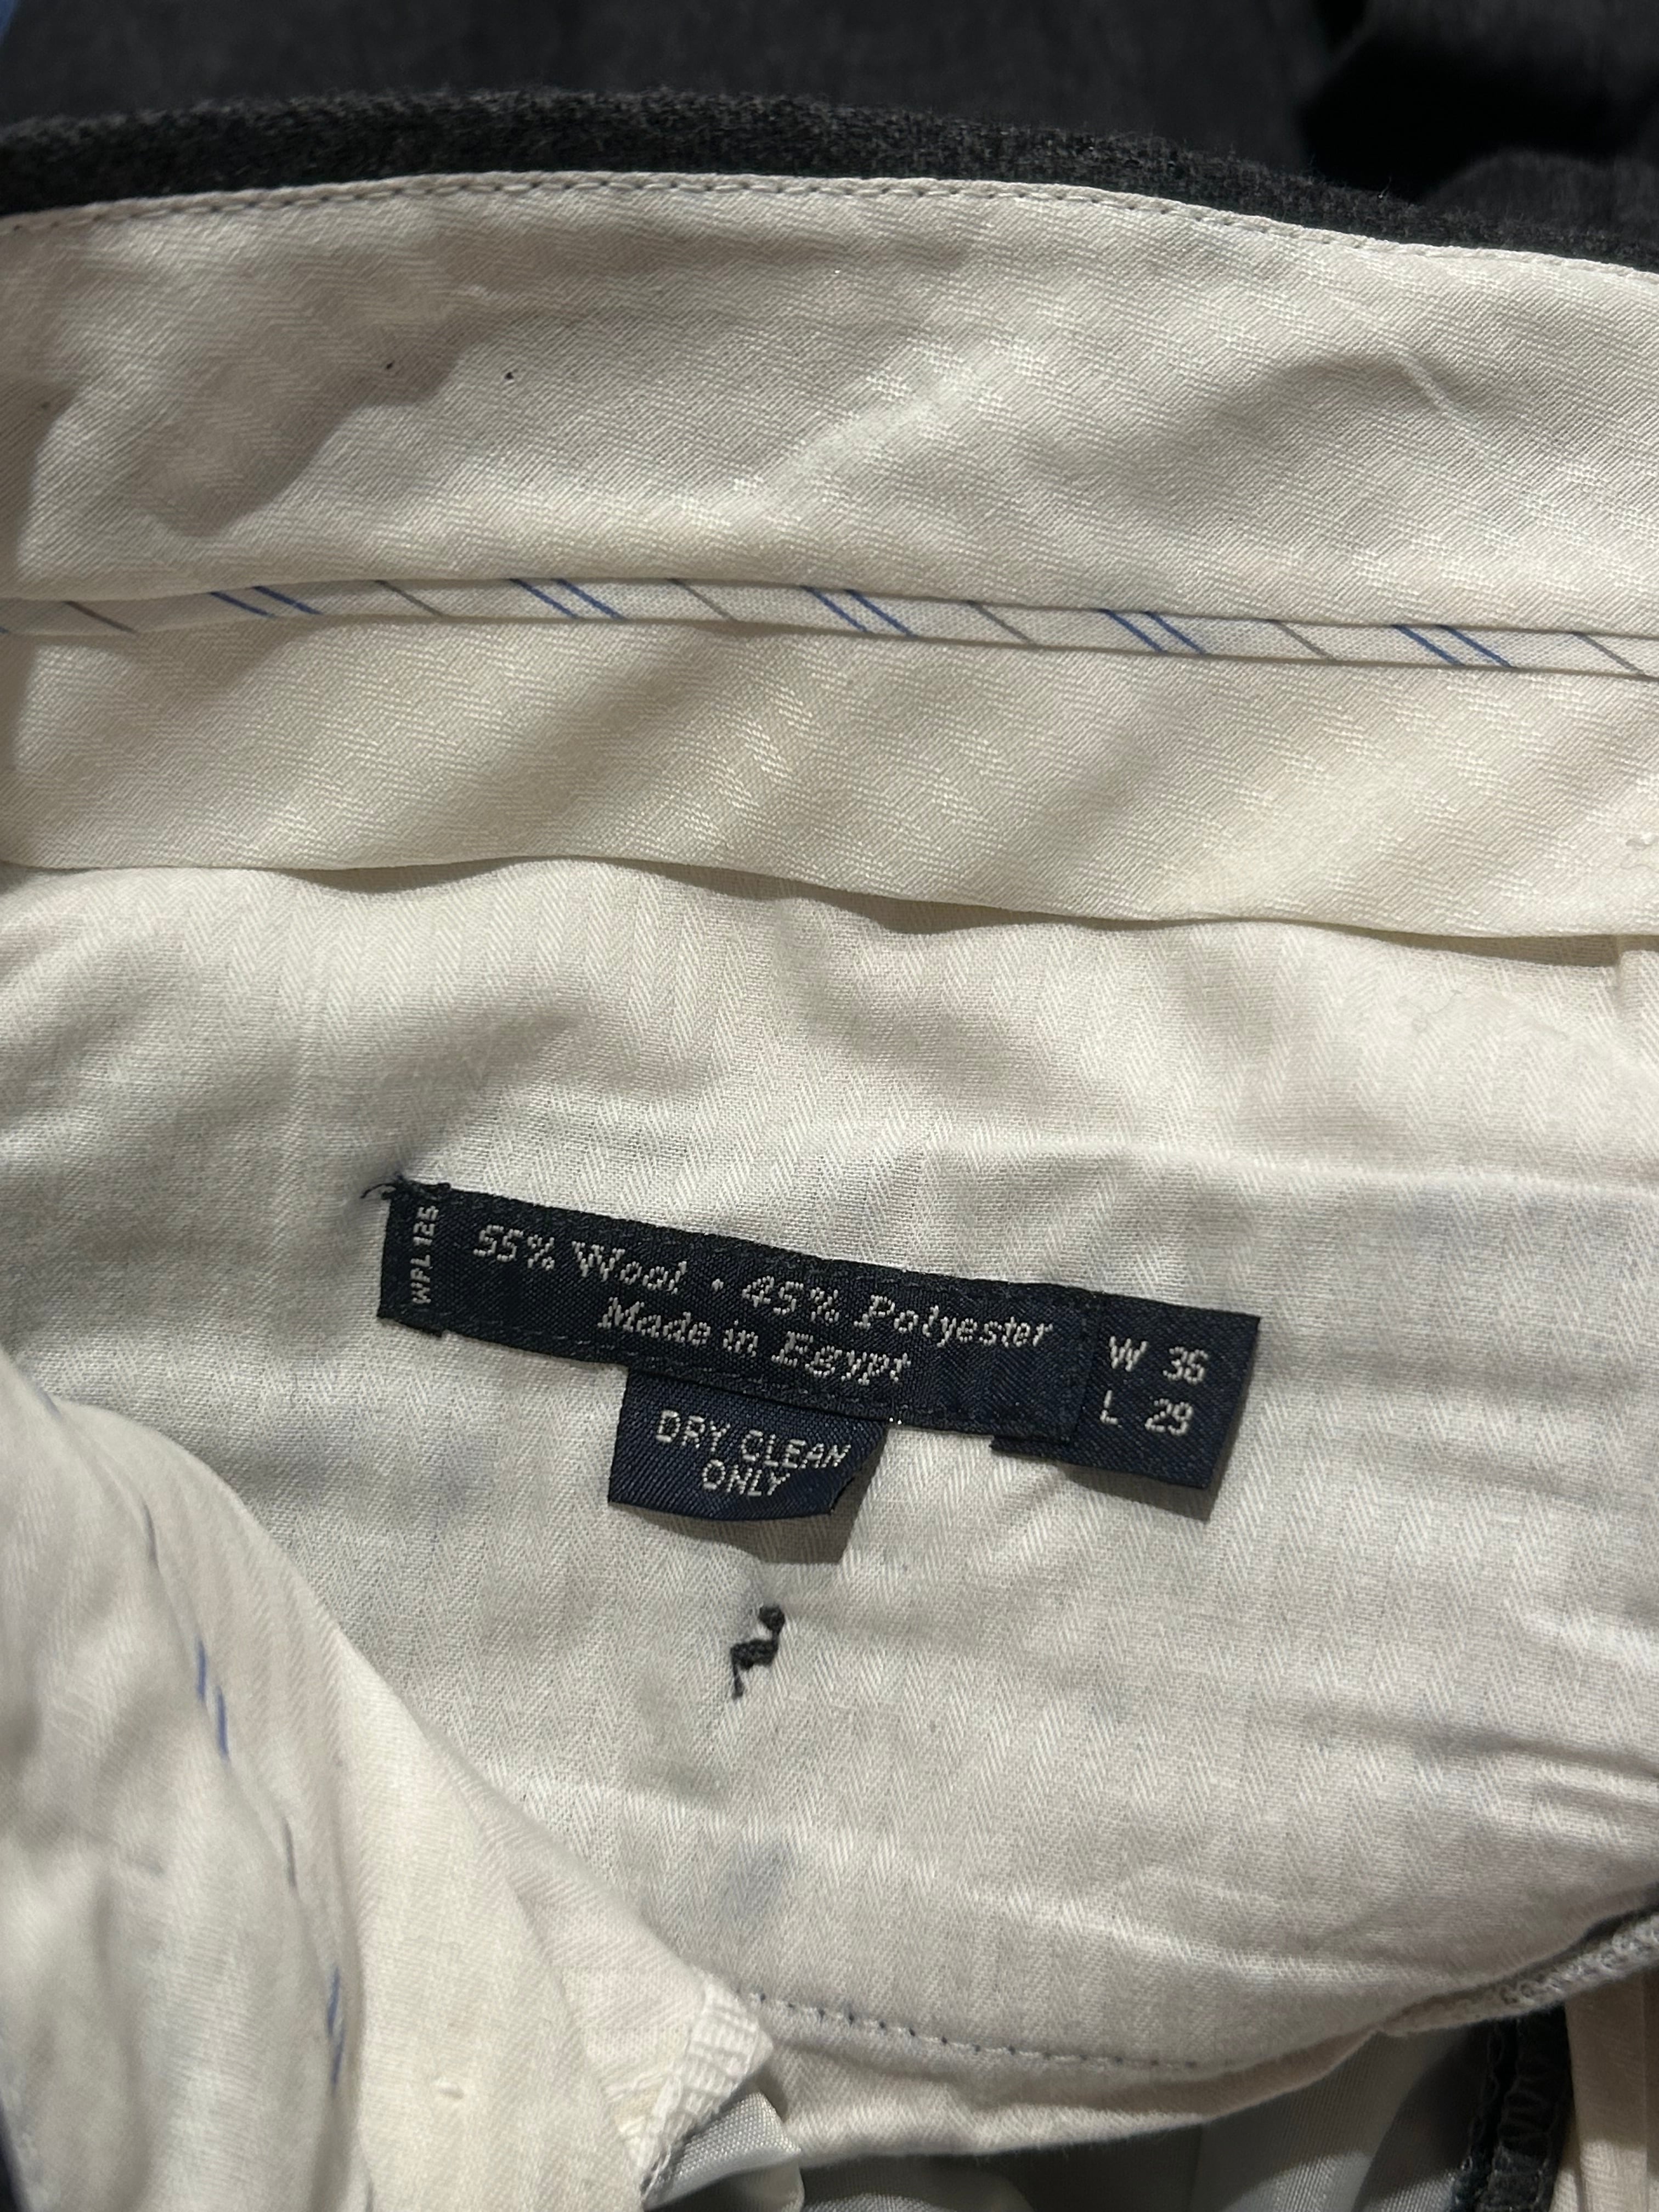 WPL 125
55% Wool • 45% Polyester
Made in Egypt
W 36
L 29
DRY CLEAN
ONLY